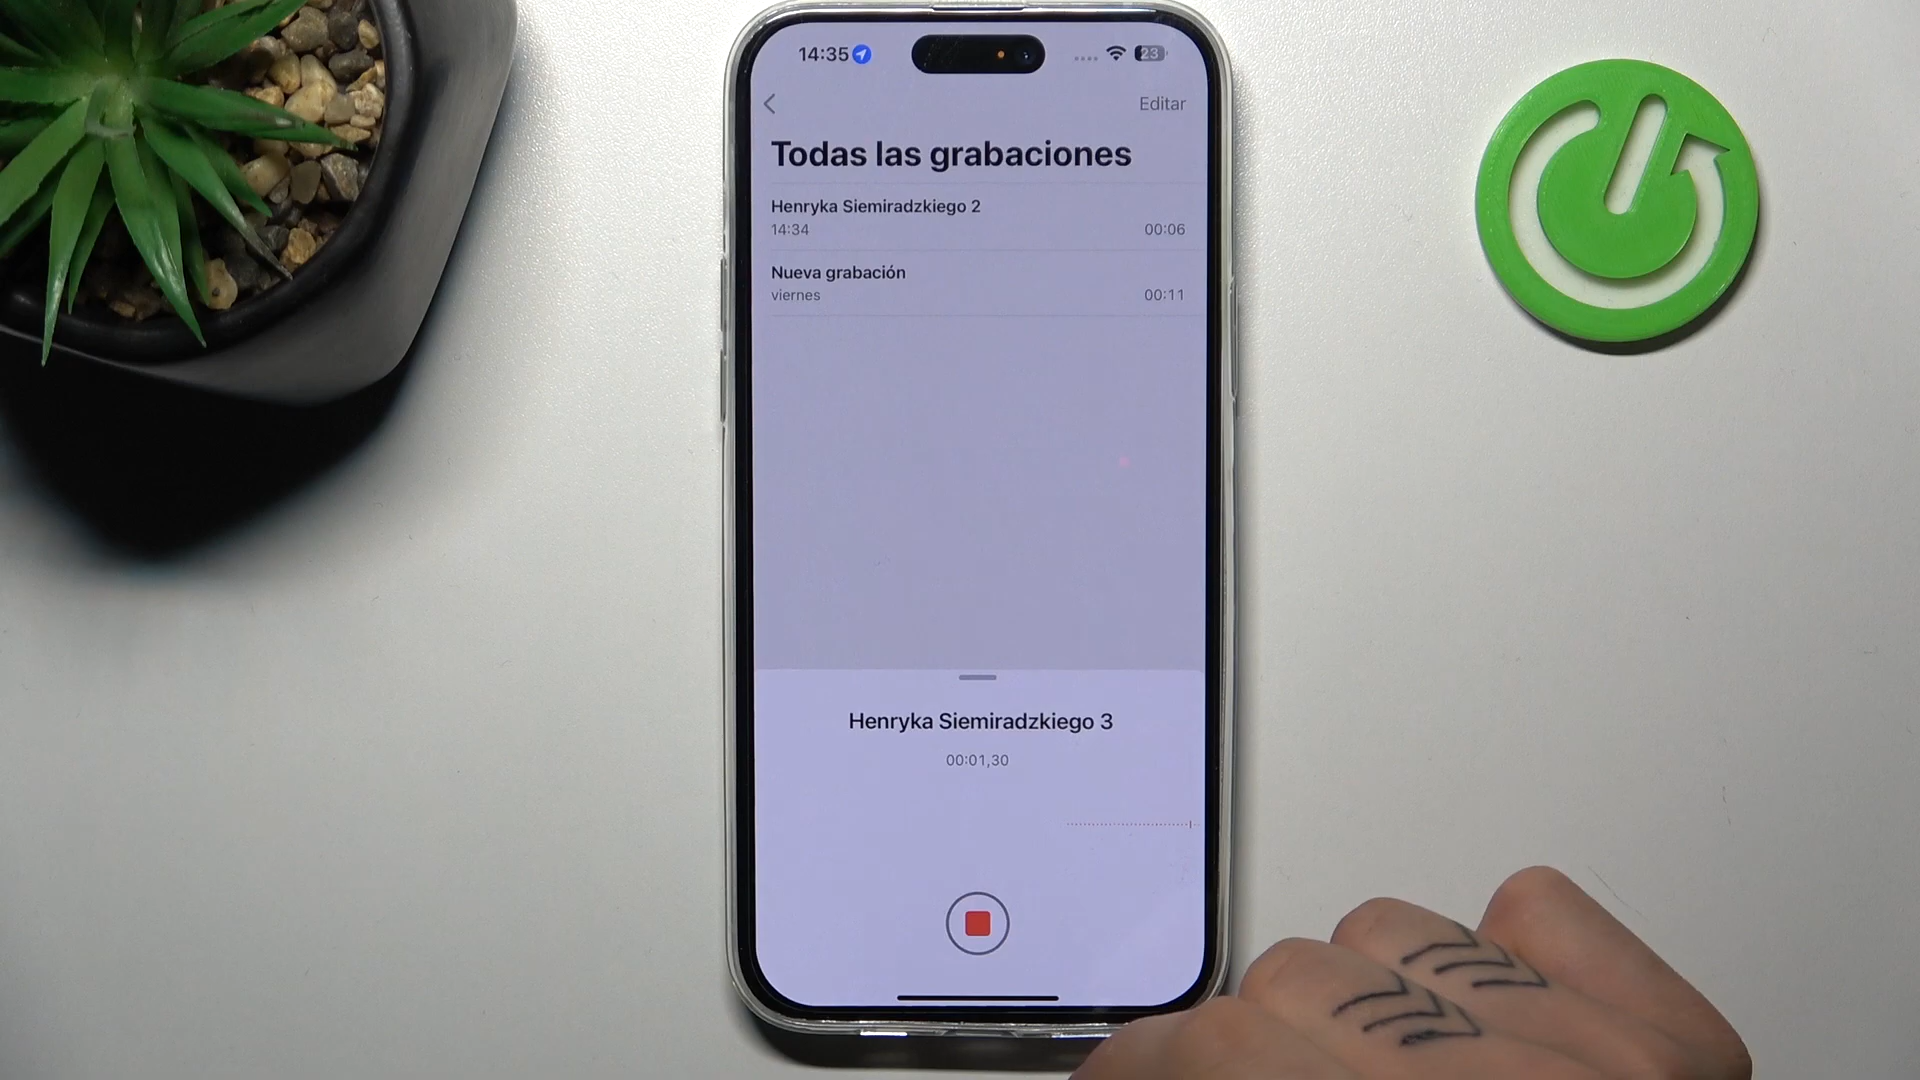 14:35
23
Editar
Todas las grabaciones
Henryka Siemiradzkiego 2
14:34
00:06
Nueva grabación
viernes
00:11
Henryka Siemiradzkiego 3
00:01,30